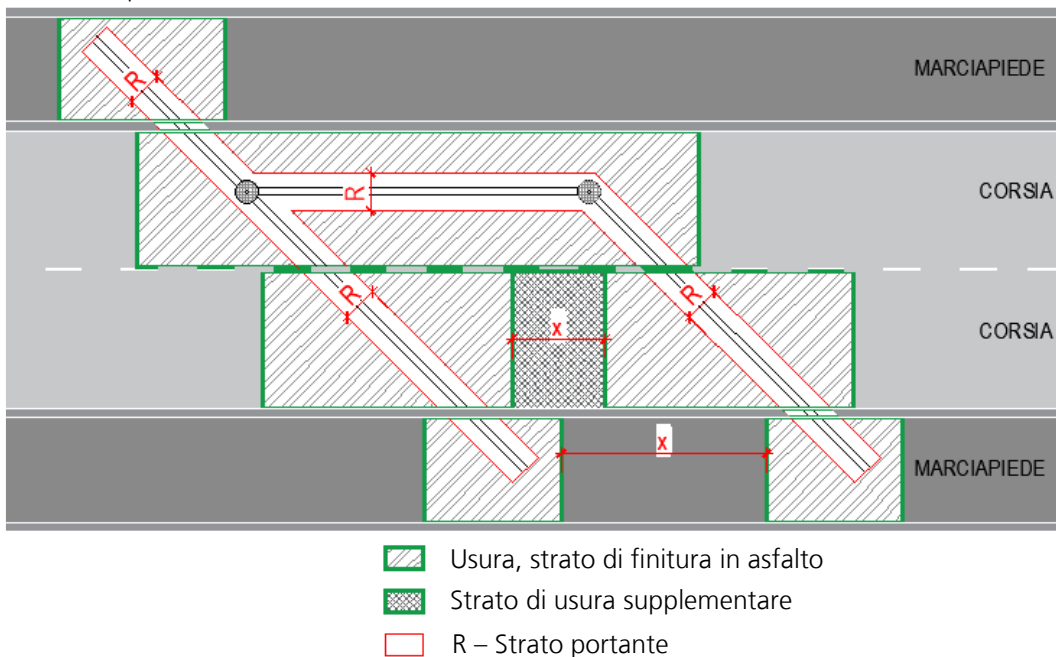 MARCIAPIEDE
R
CORSIA
R
R
R
X
CORSIA
X
MARCIAPIEDE
Usura, strato di finitura in asfalto
Strato di usura supplementare
R – Strato portante